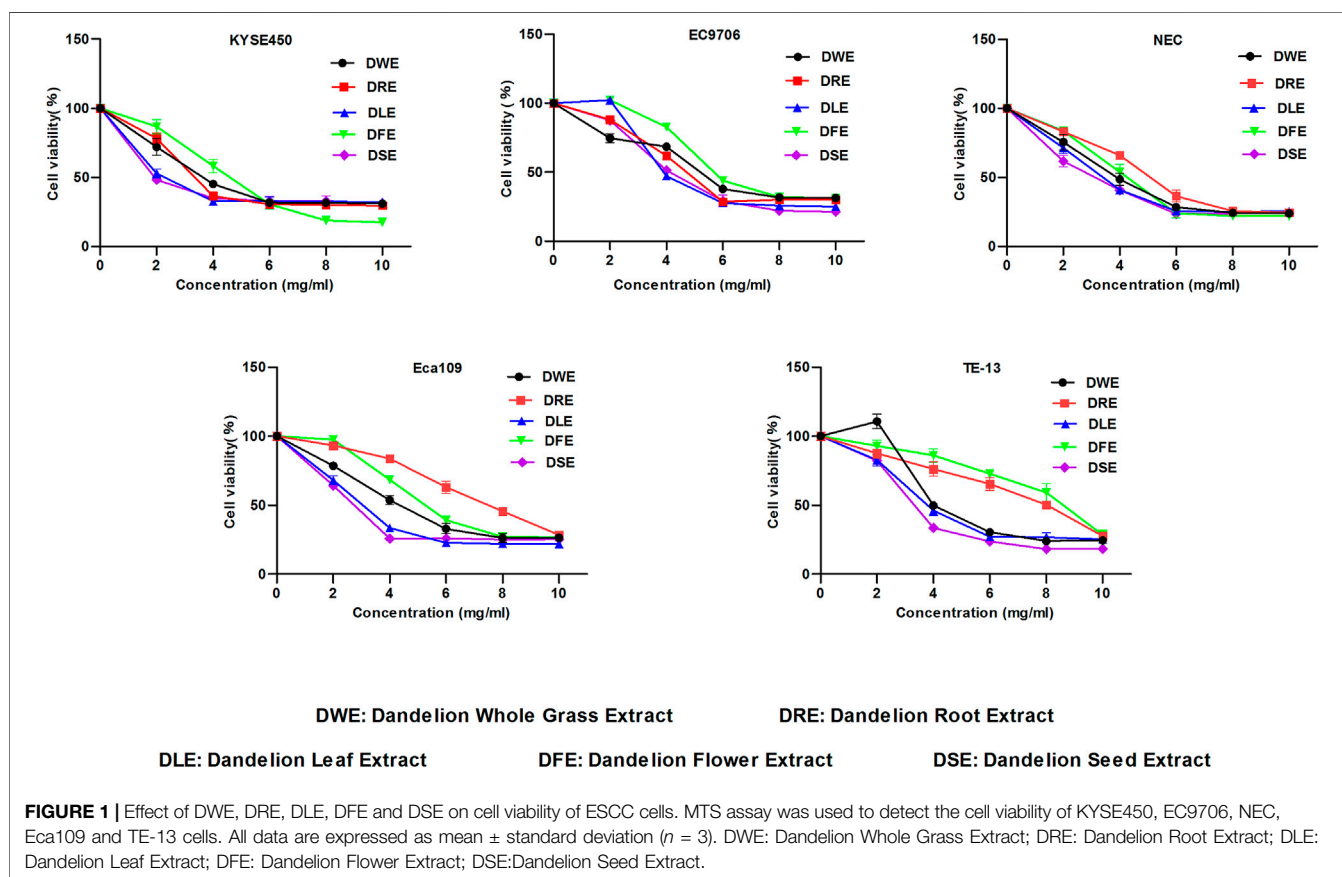 KYSE450
150
100
50
0
Cell viability( %)
0 2 4 6 8 10
Concentration (mg/ml)
DWE
DRE
DLE
DFE
DSE
EC9706
150
100
50
0
Cell viability( %)
0 2 4 6 8 10
Concentration (mg/ml)
DWE
DRE
DLE
DFE
DSE
NEC
150
100
50
0
Cell viability( %)
0 2 4 6 8 10
Concentration (mg/ml)
DWE
DRE
DLE
DFE
DSE
Eca109
150
100
50
0
Cell viability( %)
0 2 4 6 8 10
Concentration (mg/ml)
DWE
DRE
DLE
DFE
DSE
TE-13
150
100
50
0
Cell viability( %)
0 2 4 6 8 10
Concentration (mg/ml)
DWE
DRE
DLE
DFE
DSE
DWE: Dandelion Whole Grass Extract DRE: Dandelion Root Extract
DLE: Dandelion Leaf Extract DFE: Dandelion Flower Extract DSE: Dandelion Seed Extract
FIGURE 1 | Effect of DWE, DRE, DLE, DFE and DSE on cell viability of ESCC cells. MTS assay was used to detect the cell viability of KYSE450, EC9706, NEC,
Eca109 and TE-13 cells. All data are expressed as mean ± standard deviation (n = 3). DWE: Dandelion Whole Grass Extract; DRE: Dandelion Root Extract; DLE:
Dandelion Leaf Extract; DFE: Dandelion Flower Extract; DSE:Dandelion Seed Extract.